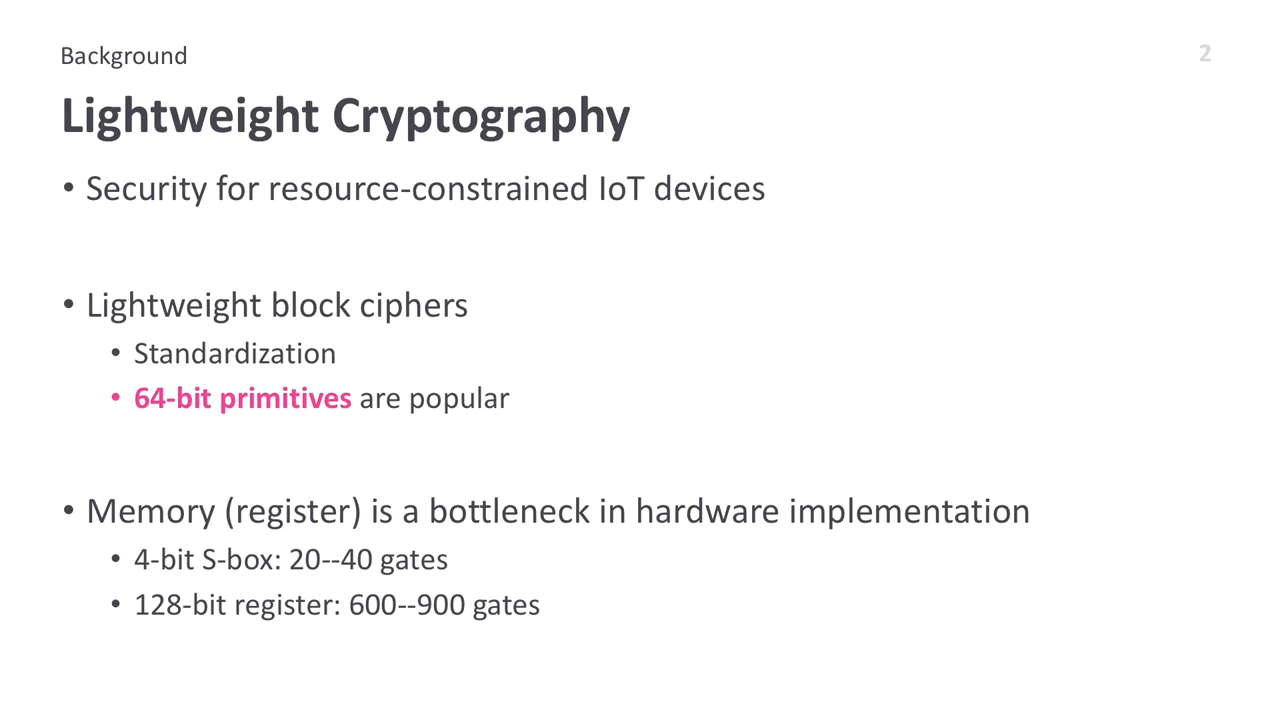 Background
2
Lightweight Cryptography
• Security for resource-constrained IoT devices
• Lightweight block ciphers
• Standardization
• 64-bit primitives are popular
• Memory (register) is a bottleneck in hardware implementation
• 4-bit S-box: 20--40 gates
• 128-bit register: 600--900 gates